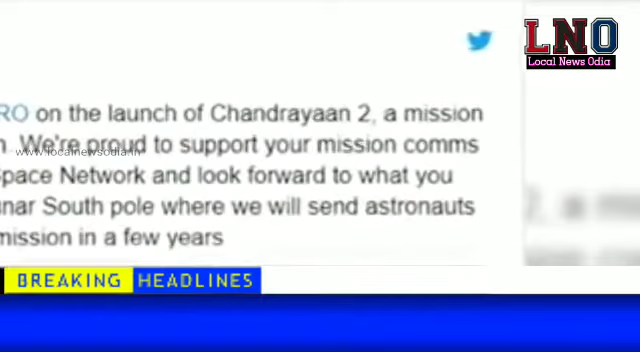 LNO
Local News Odia
RO on the launch of Chandrayaan 2, a mission
n. We're proud to support your mission comms
www.localnewsodia.in
Space Network and look forward to what you
unar South pole where we will send astronauts
mission in a few years
2, a m
BREAKING HEADLINES